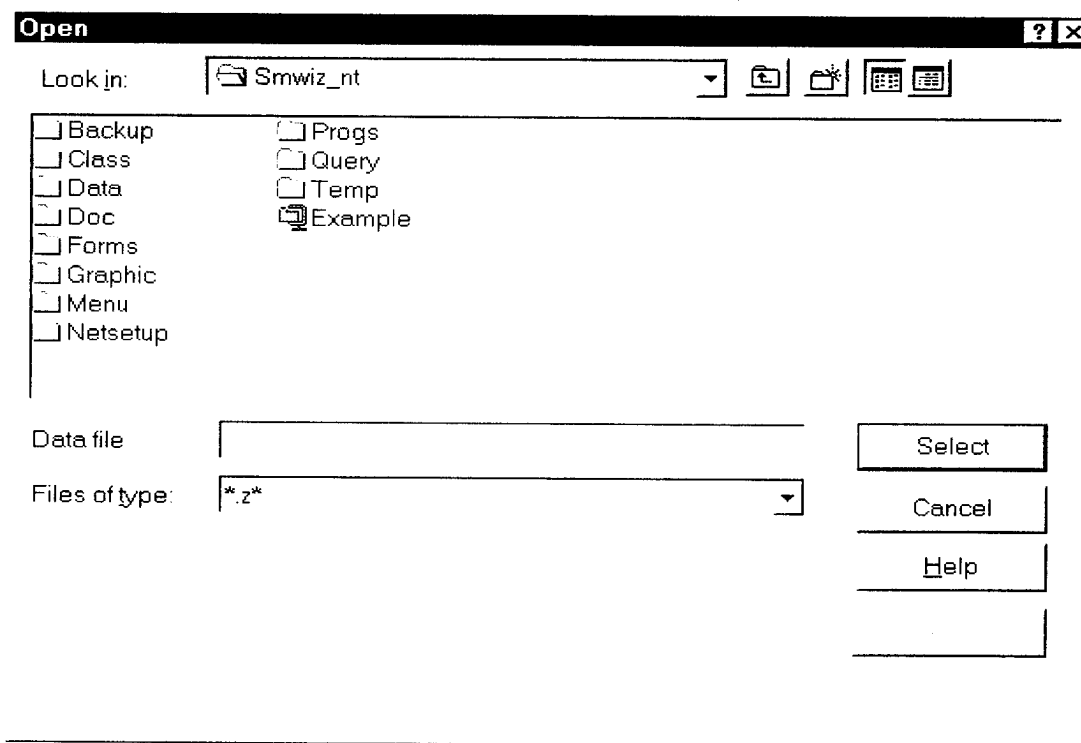 Open
Look in: Smwiz_nt
Backup
Class
Data
Doc
Forms
Graphic
Menu
Netsetup
Progs
Query
Temp
Example
Data file
Select
Files of type: *.z*
Cancel
Help